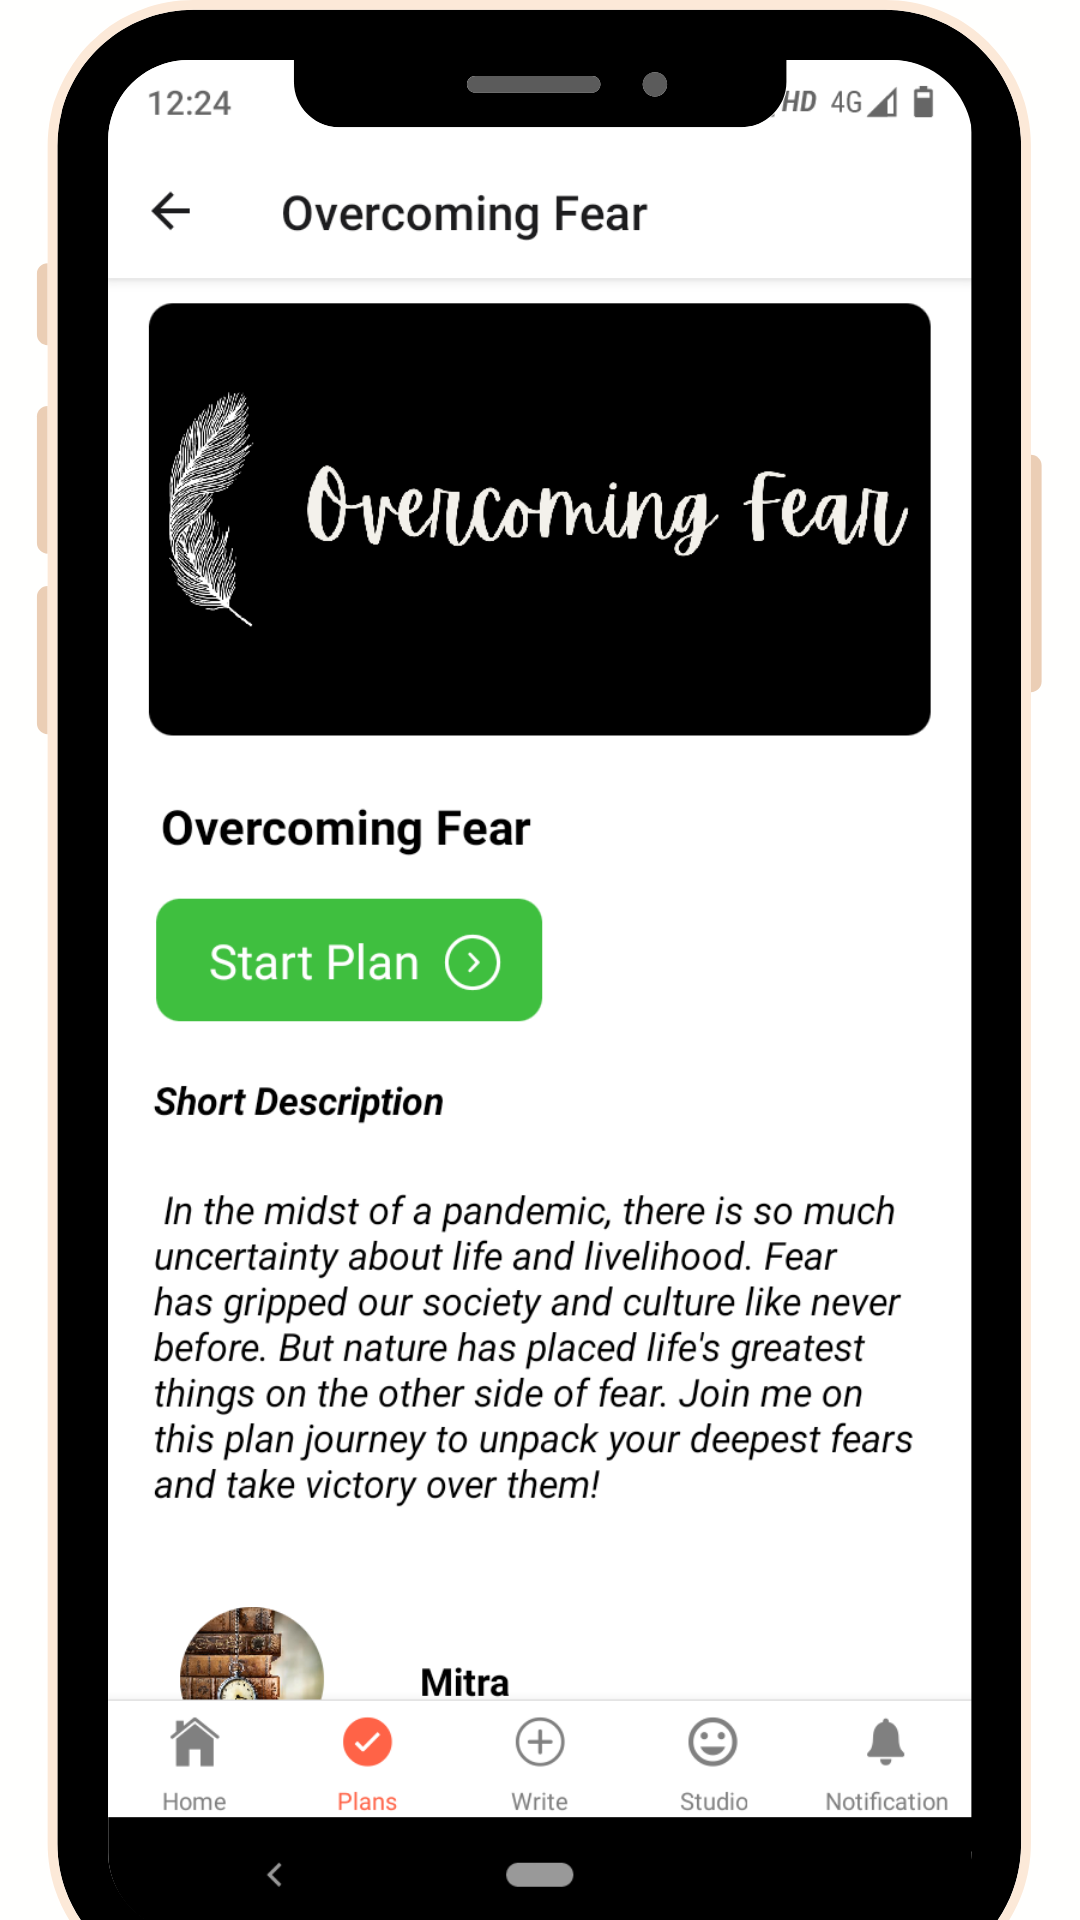 12:24 HD 4G
Overcoming Fear
Overcoming Fear
Overcoming Fear
Start Plan
Short Description
In the midst of a pandemic, there is so much
uncertainty about life and livelihood. Fear
has gripped our society and culture like never
before. But nature has placed life's greatest
things on the other side of fear. Join me on
this plan journey to unpack your deepest fears
and take victory over them!
Mitra
Home Plans Write Studio Notification